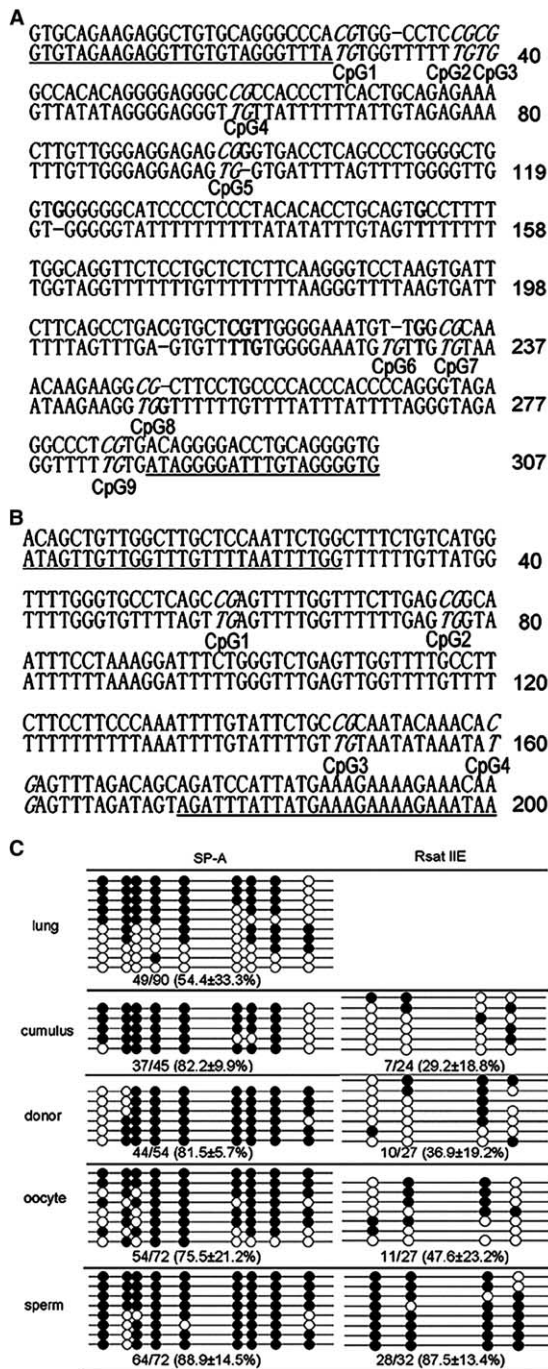 A
GTGCAGAAGAGGCTGTGCAGGGCCCACGTGG-CCTCCGCG
GTGTAGAAGAGGTTGTGTAGGGTTTATGTGGTTTTTTGTG 40
CpG1 CpG2 CpG3
GCCACACAGGGGAGGGCCGCCACCCTTCACTGCAGAGAAA
GTTATATAGGGGAGGGTTGTTATTTTTTATTGTAGAGAAA 80
CpG4
CTTGTTGGGAGGAGAGCGGGTGACCTCAGCCCTGGGGCTG
TTTGTTGGGAGGAGAGTG-GTGATTTTAGTTTTGGGGTTG 119
CpG5
GTGGGGGGCATCCCCTCCCTACACACCTGCAGTGCCTTTT
GT-GGGGGTATTTTTTTTTTATATATTTGTAGTTTTTTTT 158
TGGCAGGTTCTCCTGCTCTCTTCAAGGGTCCTAAGTGATT
TGGTAGGTTTTTTTGTTTTTTTTAAGGGTTTTAAGTGATT 198
CTTCAGCCTGACGTGCTCGTTGGGGAAATGT-TGGCGCAA
TTTTAGTTTGA-GTGTTTTGTGGGGAAATGTGTTGTGTAA 237
CpG6 CpG7
ACAAGAAGGCG-CTTCCTGCCCCACCCACCCCCAGGGTAGA
ATAAGAAGGTGGTTTTTTGTTTTATTTATTTTTAGGGTAGA 277
CpG8
GGCCCTCGTGACAGGGGACCTGCAGGGGTG
GGTTTTTGTGATAGGGGATTTGTAGGGGTG 307
CpG9
B
ACAGCTGTTGGCTTGCTCCAATTCTGGCTTTCTGTCATGG
ATAGTTGTTGGTTTGTTTTAATTTTGGTTTTTTGTTATGG 40
TTTTGGGTGCCTCAGCCGAGTTTTGGTTTCTTGAGCGGCA
TTTTGGGTGTTTTAGTTGAGTTTTGGTTTTTTGAGTGGTA 80
CpG1 CpG2
ATTTCCTAAAGGATTTCTGGGTCTGAGTTGGTTTTGCCTT
ATTTTTTAAAGGATTTTTGGGTTTGAGTTGGTTTTGTTTT 120
CTTCCTTCCCAAATTTTGTATTCTGCCGCAATACAAACAC
TTTTTTTTTTAAATTTTGTATTTTGTTGTAATATAAATAT 160
CpG3 CpG4
GAGTTTAGACAGCAGATCCATTATGAAAGAAAAGAAACAA
GAGTTTAGATAGTAGATTTATTATGAAAGAAAAGAAATAA 200
C
SP-A Rsat IIE
lung
49/90 (54.4±33.3%)
cumulus
37/45 (82.2±9.9%) 7/24 (29.2±18.8%)
donor
44/54 (81.5±5.7%) 10/27 (36.9±19.2%)
oocyte
54/72 (75.5±21.2%) 11/27 (47.6±23.2%)
sperm
64/72 (88.9±14.5%) 28/32 (87.5±13.4%)